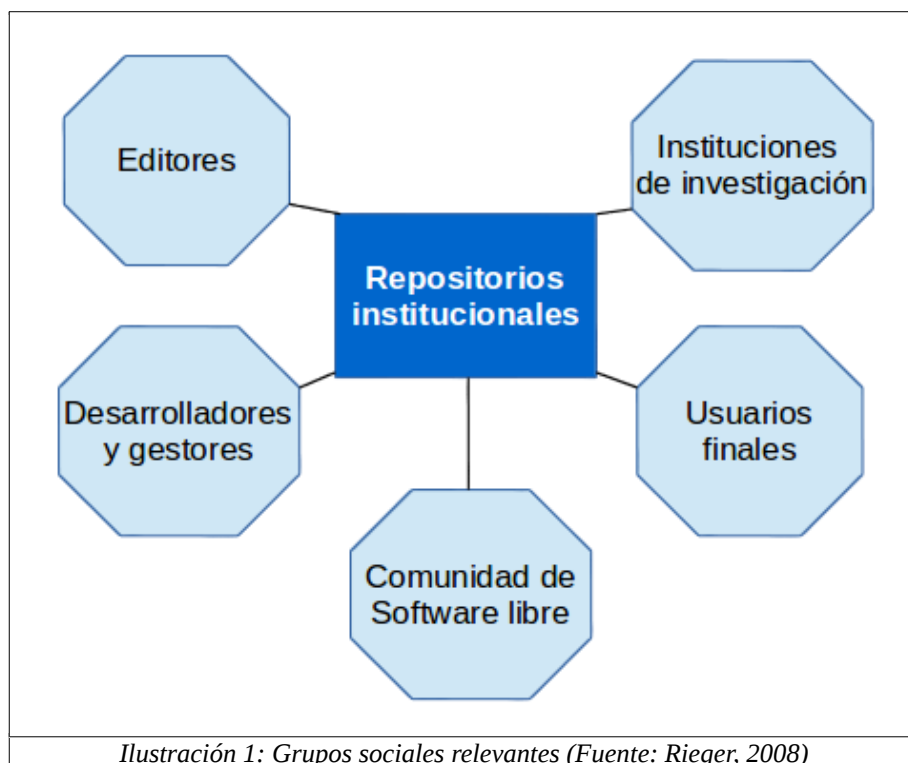 Editores
Instituciones
de investigación
Repositorios
institucionales
Desarrolladores
y gestores
Usuarios
finales
Comunidad de
Software libre
Ilustración 1: Grupos sociales relevantes (Fuente: Rieger, 2008)